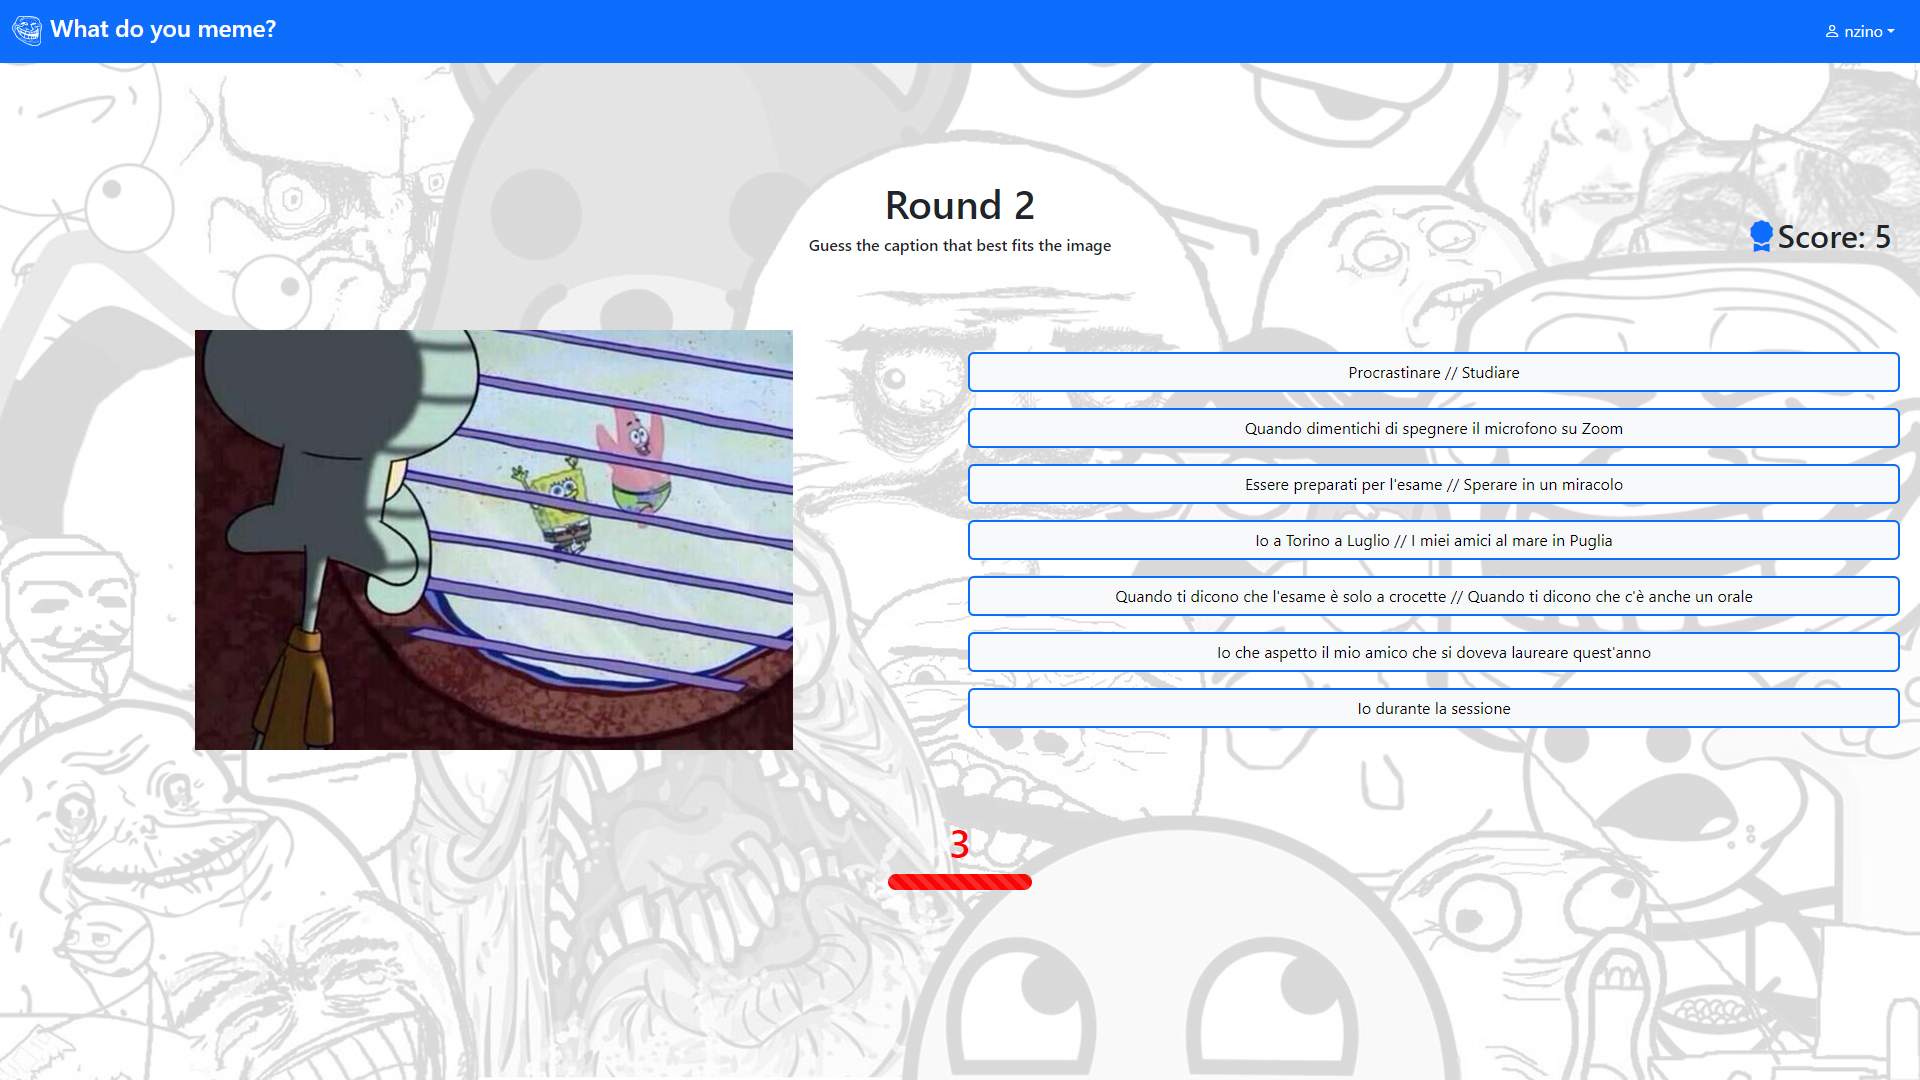 What do you meme?
nzino
Round 2
Guess the caption that best fits the image
Score: 5
Procrastinare // Studiare
Quando dimentichi di spegnere il microfono su Zoom
Essere preparati per l'esame // Sperare in un miracolo
Io a Torino a Luglio // I miei amici al mare in Puglia
Quando ti dicono che l'esame è solo a crocette // Quando ti dicono che c'è anche un orale
Io che aspetto il mio amico che si doveva laureare quest'anno
Io durante la sessione
3